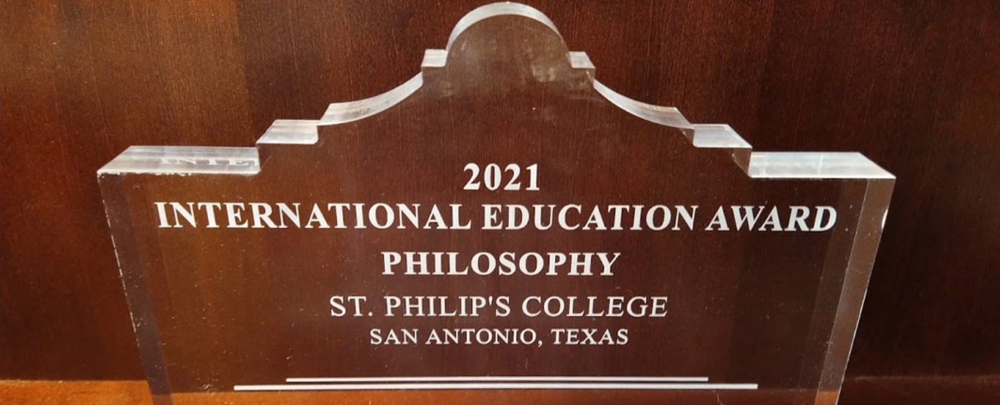 2021
INTERNATIONAL EDUCATION AWARD
PHILOSOPHY
ST. PHILIP'S COLLEGE
SAN ANTONIO, TEXAS